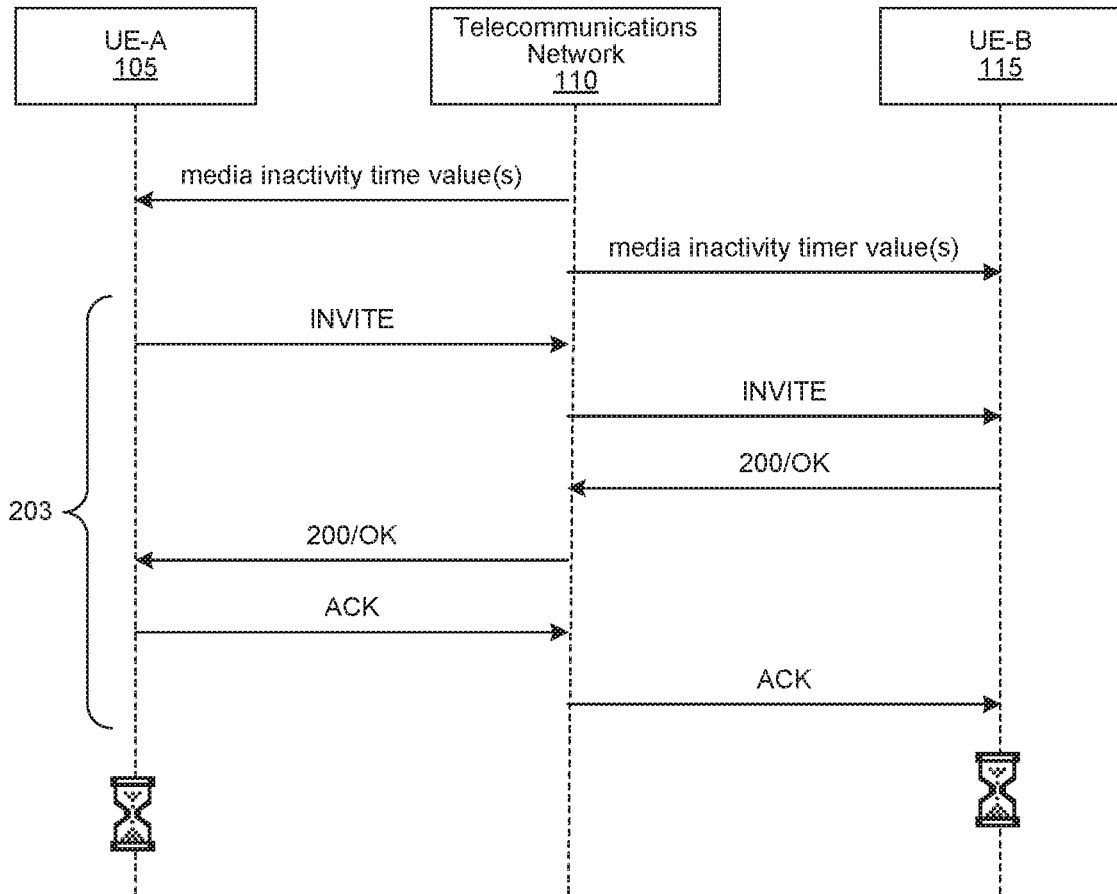 UE-A
105
Telecommunications
Network
110
UE-B
115
media inactivity time value(s)
media inactivity timer value(s)
INVITE
INVITE
200/OK
203
200/OK
ACK
ACK